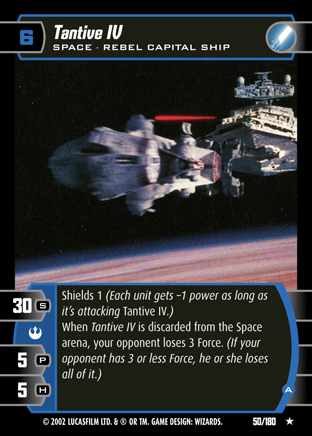 6
Tantive IV
SPACE · REBEL CAPITAL SHIP
30 S
5 P
5 H
Shields 1 (Each unit gets –1 power as long as
it's attacking Tantive IV.)
When Tantive IV is discarded from the Space
arena, your opponent loses 3 Force. (If your
opponent has 3 or less Force, he or she loses
all of it.)
A
© 2002 LUCASFILM LTD. & ® OR TM. GAME DESIGN: WIZARDS. 50/180 ★